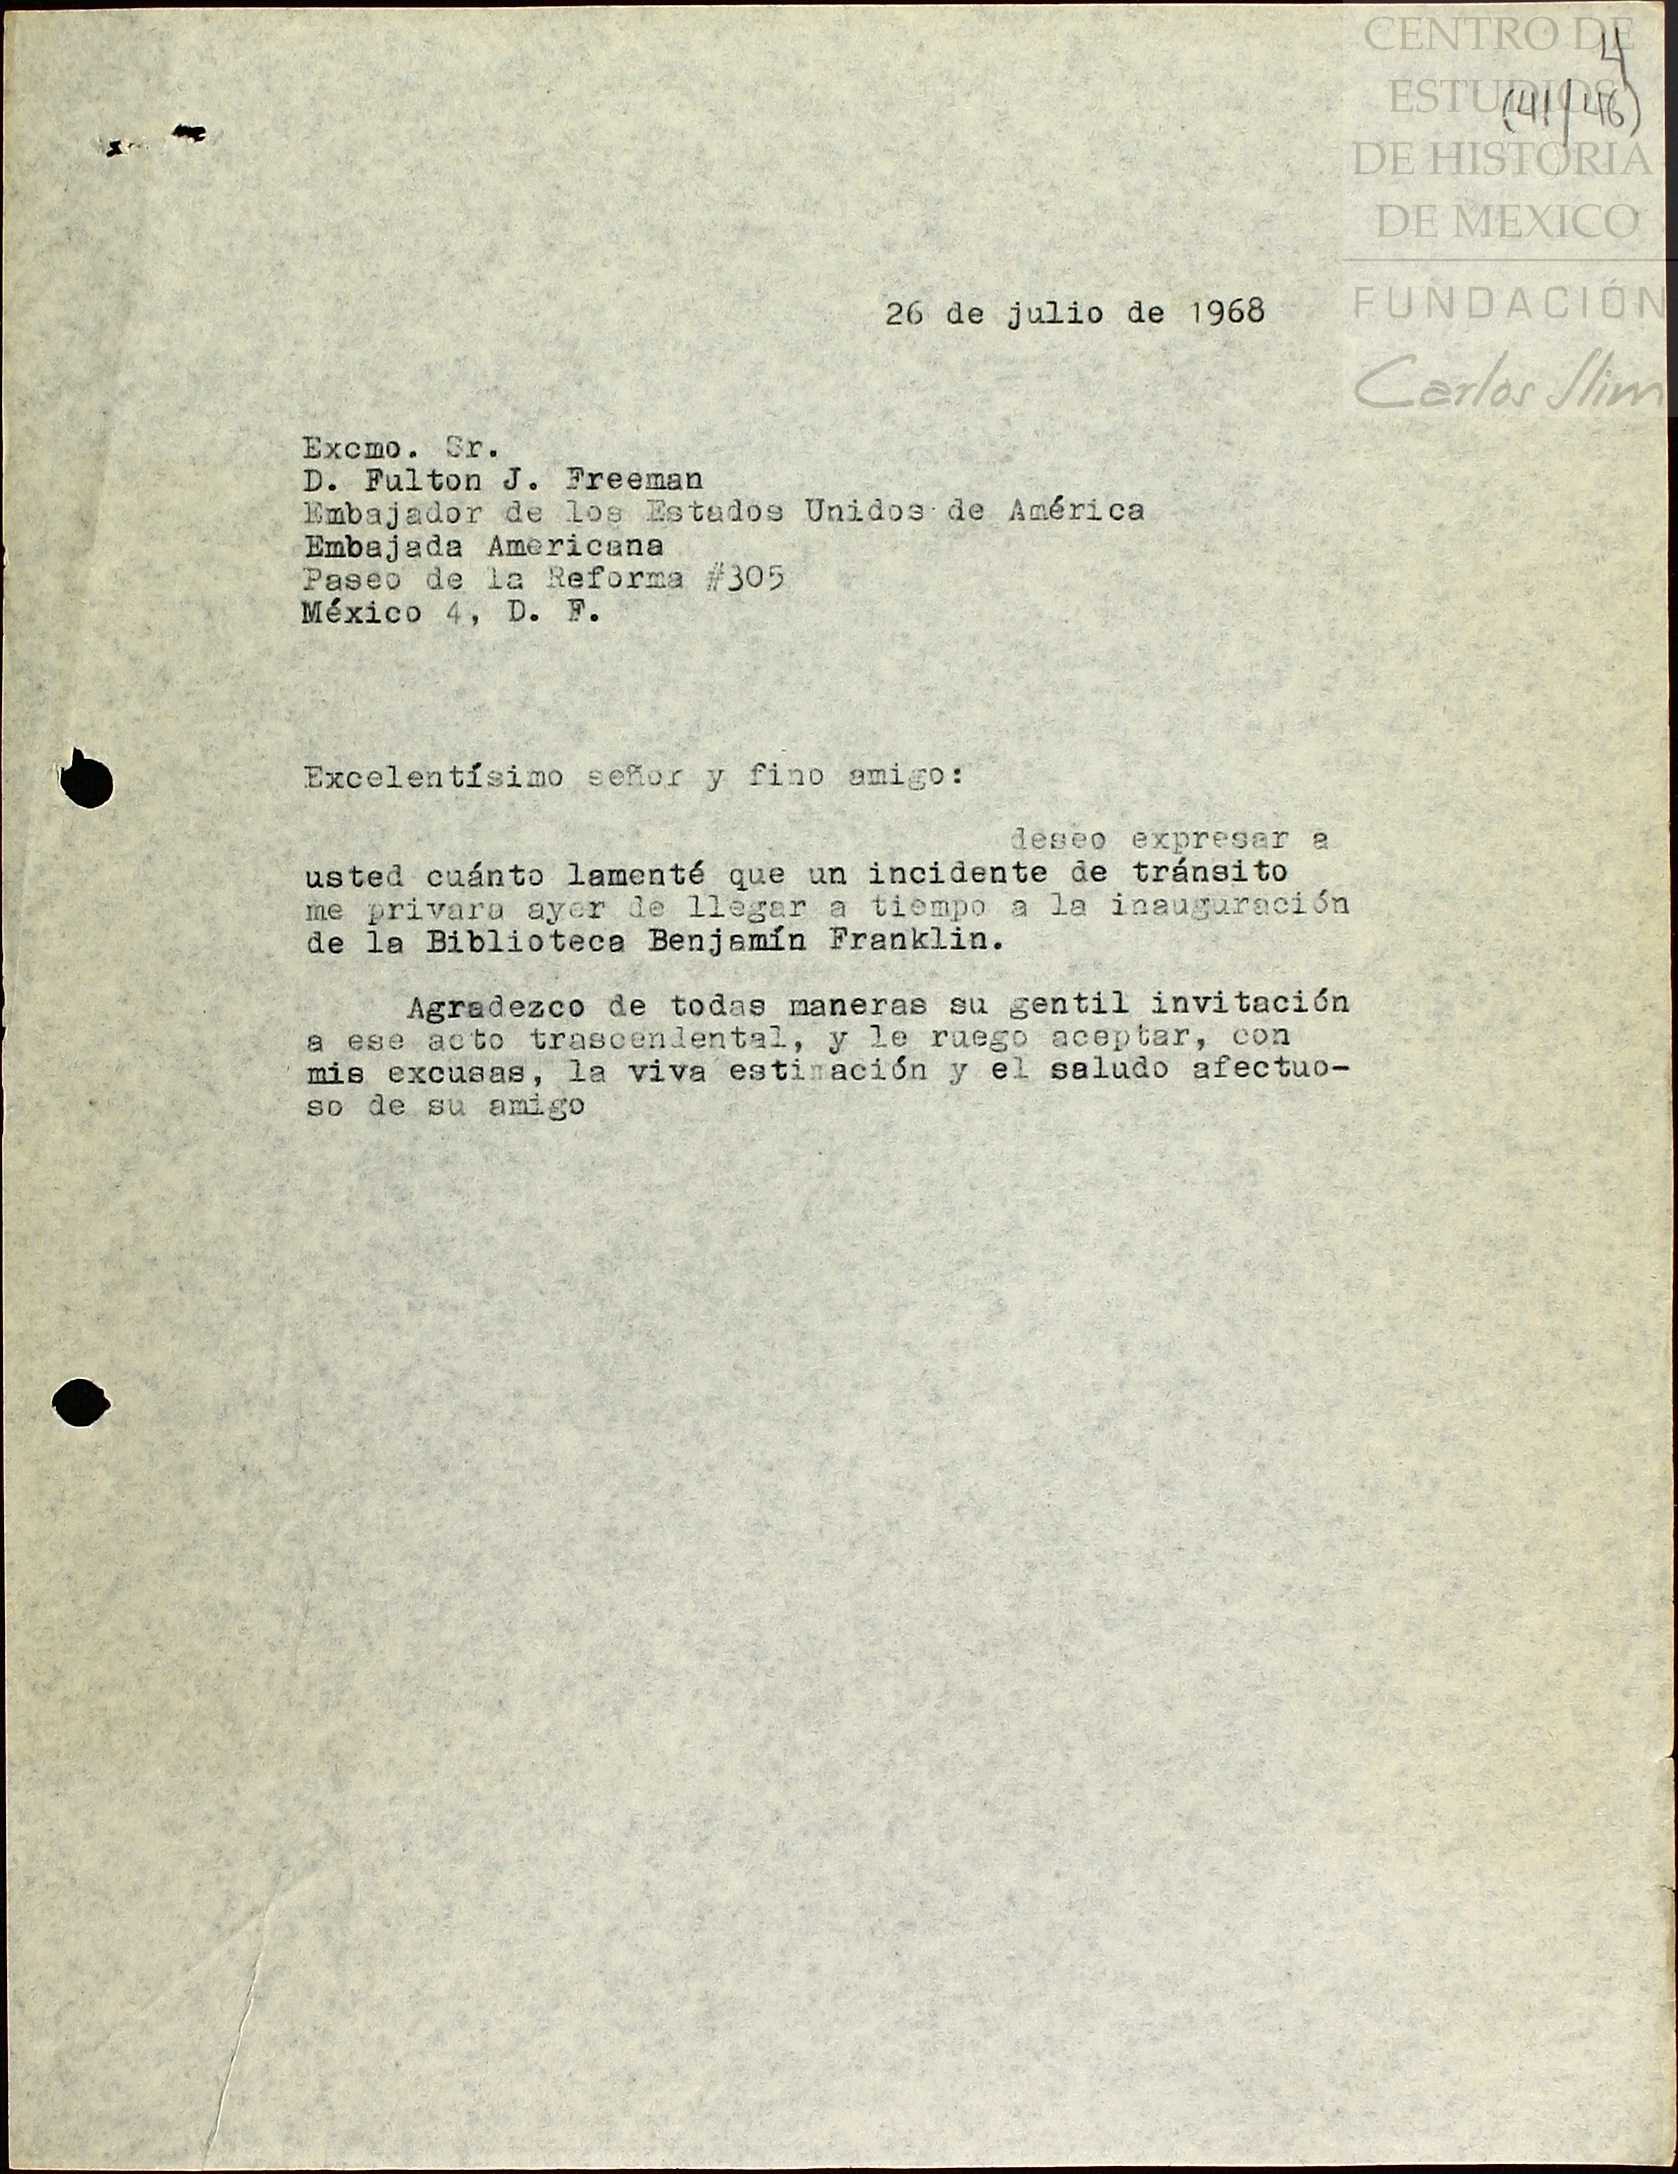 CENTRO DE
4
ESTUDIOS
(41/46)
DE HISTORIA
DE MEXICO
FUNDACIÓN
Carlos Slim
26 de julio de 1968
Excmo. Sr.
D. Fulton J. Freeman
Embajador de los Estados Unidos de América
Embajada Americana
Paseo de la Reforma #305
México 4, D. F.
Excelentísimo señor y fino amigo:
deseo expresar a
usted cuánto lamenté que un incidente de tránsito
me privara ayer de llegar a tiempo a la inauguración
de la Biblioteca Benjamín Franklin.
Agradezco de todas maneras su gentil invitación
a ese acto trascendental, y le ruego aceptar, con
mis excusas, la viva estimación y el saludo afectuo-
so de su amigo